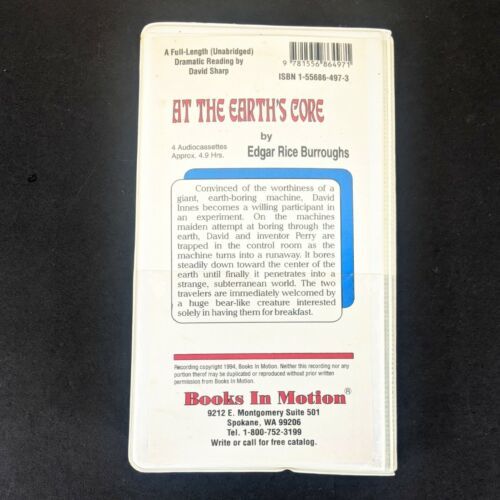 A Full-Length (Unabridged)
Dramatic Reading by
David Sharp
9 781556 864971
ISBN 1-55686-497-3
AT THE EARTH'S CORE
by
4 Audiocassettes
Approx. 4.9 Hrs.
Edgar Rice Burroughs
Convinced of the worthiness of a
giant, earth-boring machine, David
Innes becomes a willing participant in
an experiment. On the machines
maiden attempt at boring through the
earth, David and inventor Perry are
trapped in the control room as the
machine turns into a runaway. It bores
steadily down toward the center of the
earth until finally it penetrates into a
strange, subterranean world. The two
travelers are immediately welcomed by
a huge bear-like creature interested
solely in having them for breakfast.
Recording copyright 1994, Books In Motion. Neither this recording nor any
portion therof may be duplicated or reproduced without prior written
permission from Books In Motion.
Books In Motion®
9212 E. Montgomery Suite 501
Spokane, WA 99206
Tel. 1-800-752-3199
Write or call for free catalog.